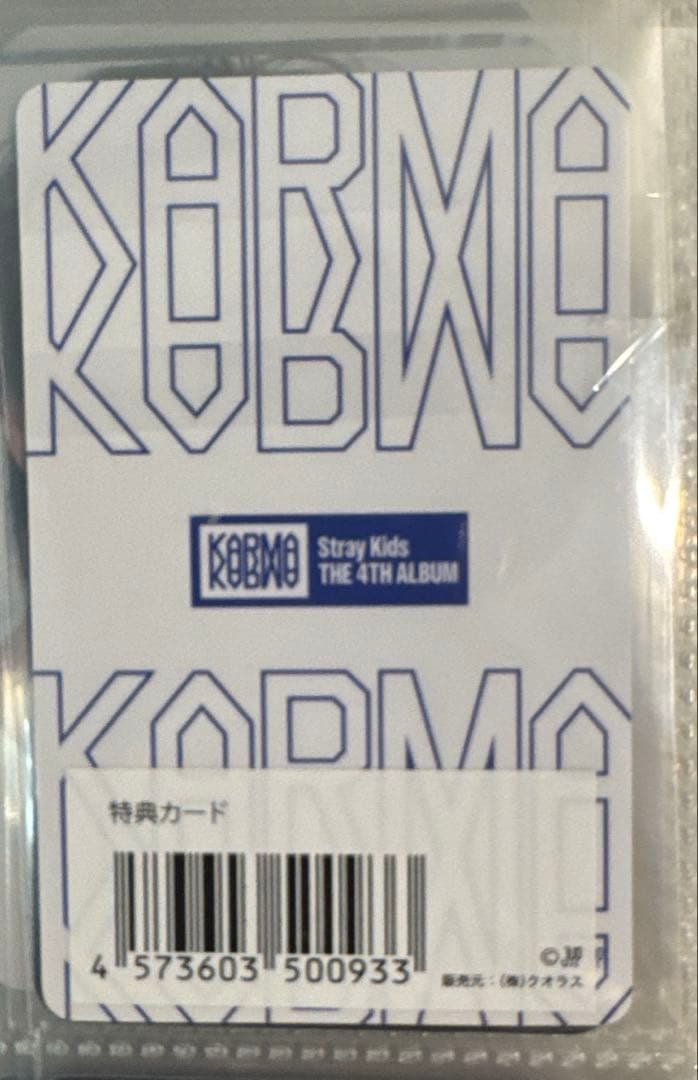 KARMA
KARMA
Stray Kids
THE 4TH ALBUM
KARMA
特典カード
4 573603 500933
販売元：(株)クオラス